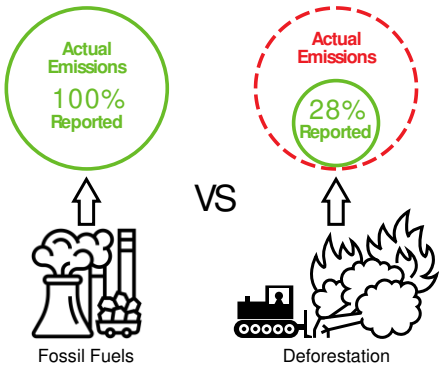 Actual
Emissions
100%
Reported
Actual
Emissions
28%
Reported
VS
Fossil Fuels
Deforestation